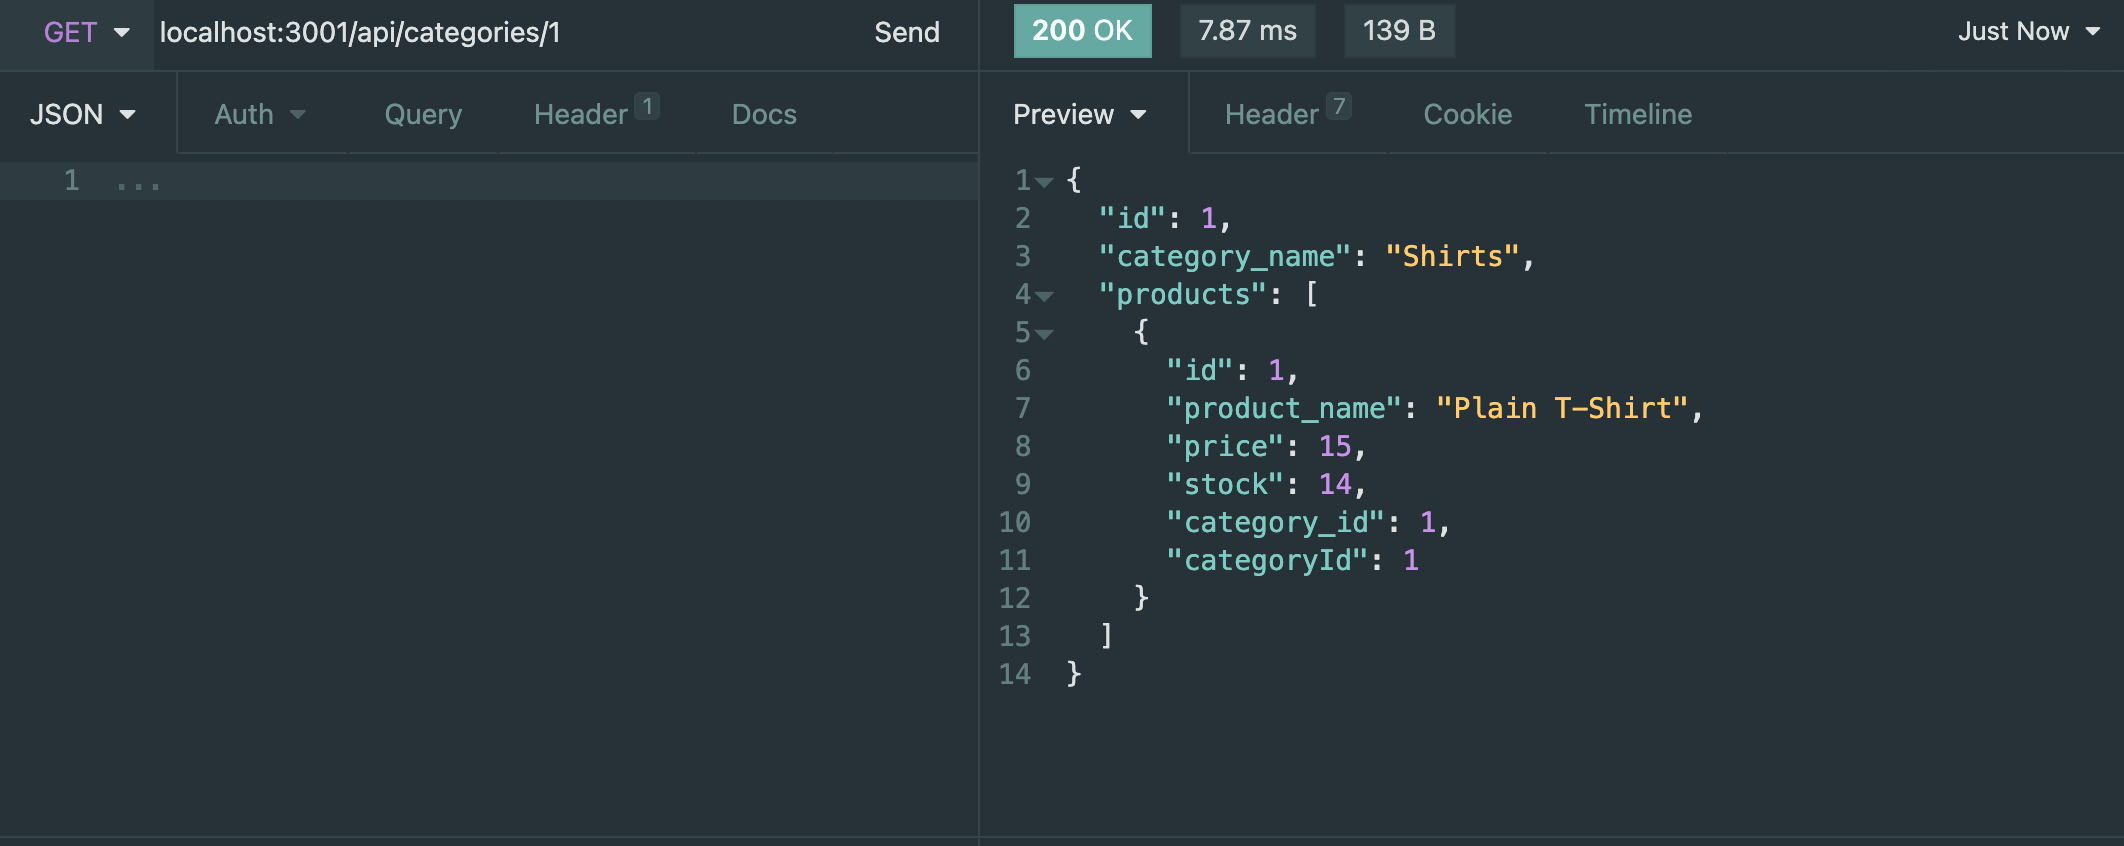 GET localhost:3001/api/categories/1 Send
200 OK 7.87 ms 139 B Just Now
JSON Auth Query Header 1 Docs
Preview Header 7 Cookie Timeline
1 ...
1 {
2 "id": 1,
3 "category_name": "Shirts",
4 "products": [
5 {
6 "id": 1,
7 "product_name": "Plain T-Shirt",
8 "price": 15,
9 "stock": 14,
10 "category_id": 1,
11 "categoryId": 1
12 }
13 ]
14 }